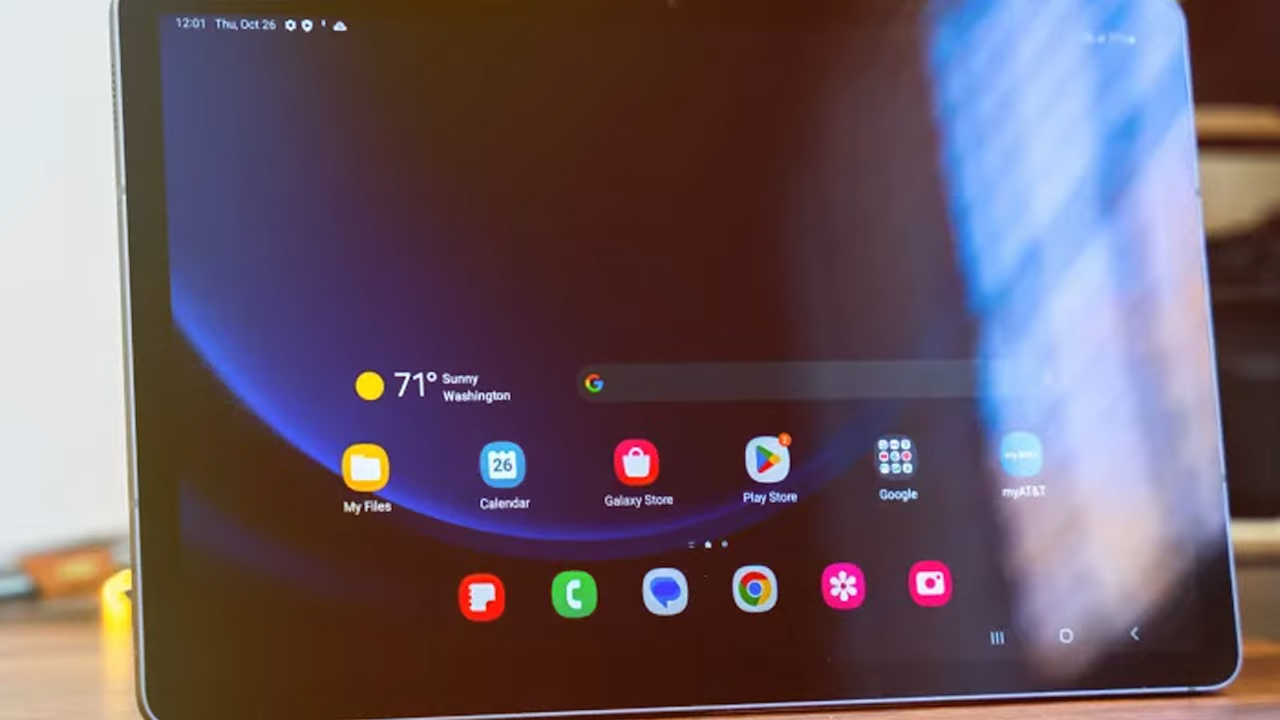 12:01 Thu, Oct 26
71° Sunny
Washington
G
My Files
26
Calendar
Galaxy Store
Play Store
Google
myAT&T